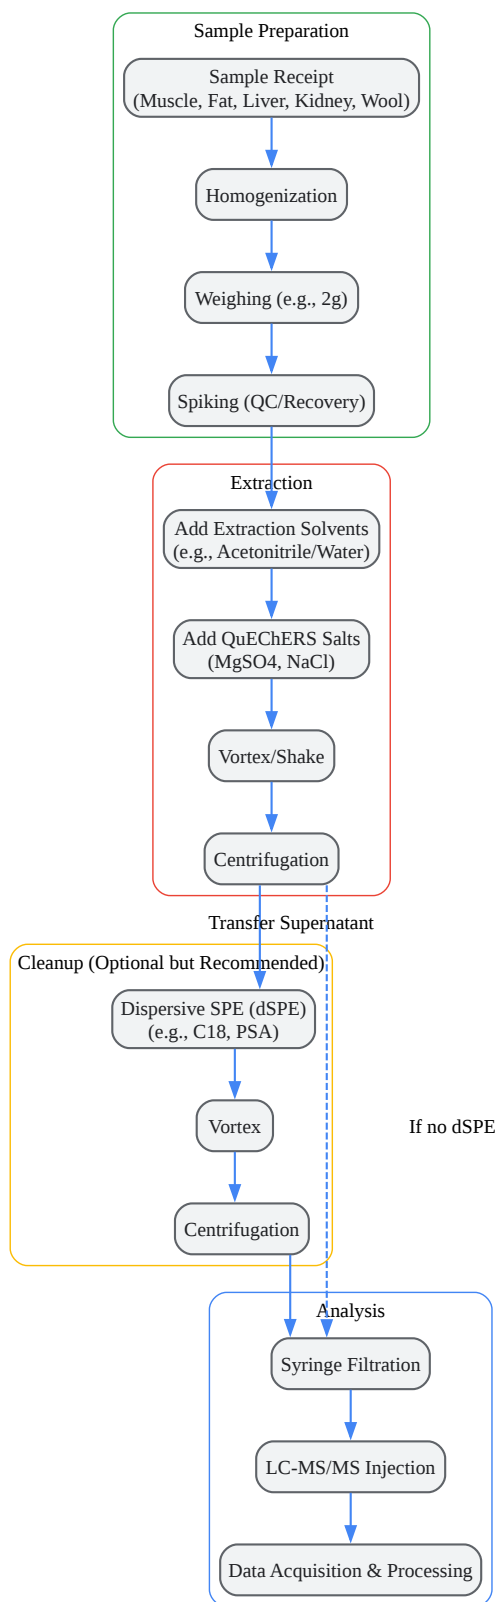 Sample Preparation
Sample Receipt
(Muscle, Fat, Liver, Kidney, Wool)
Homogenization
Weighing (e.g., 2g)
Spiking (QC/Recovery)
Extraction
Add Extraction Solvents
(e.g., Acetonitrile/Water)
Add QuEChERS Salts
(MgSO4, NaCl)
Vortex/Shake
Centrifugation
Transfer Supernatant
Cleanup (Optional but Recommended)
Dispersive SPE (dSPE)
(e.g., C18, PSA)
Vortex
If no dSPE
Centrifugation
Analysis
Syringe Filtration
LC-MS/MS Injection
Data Acquisition & Processing